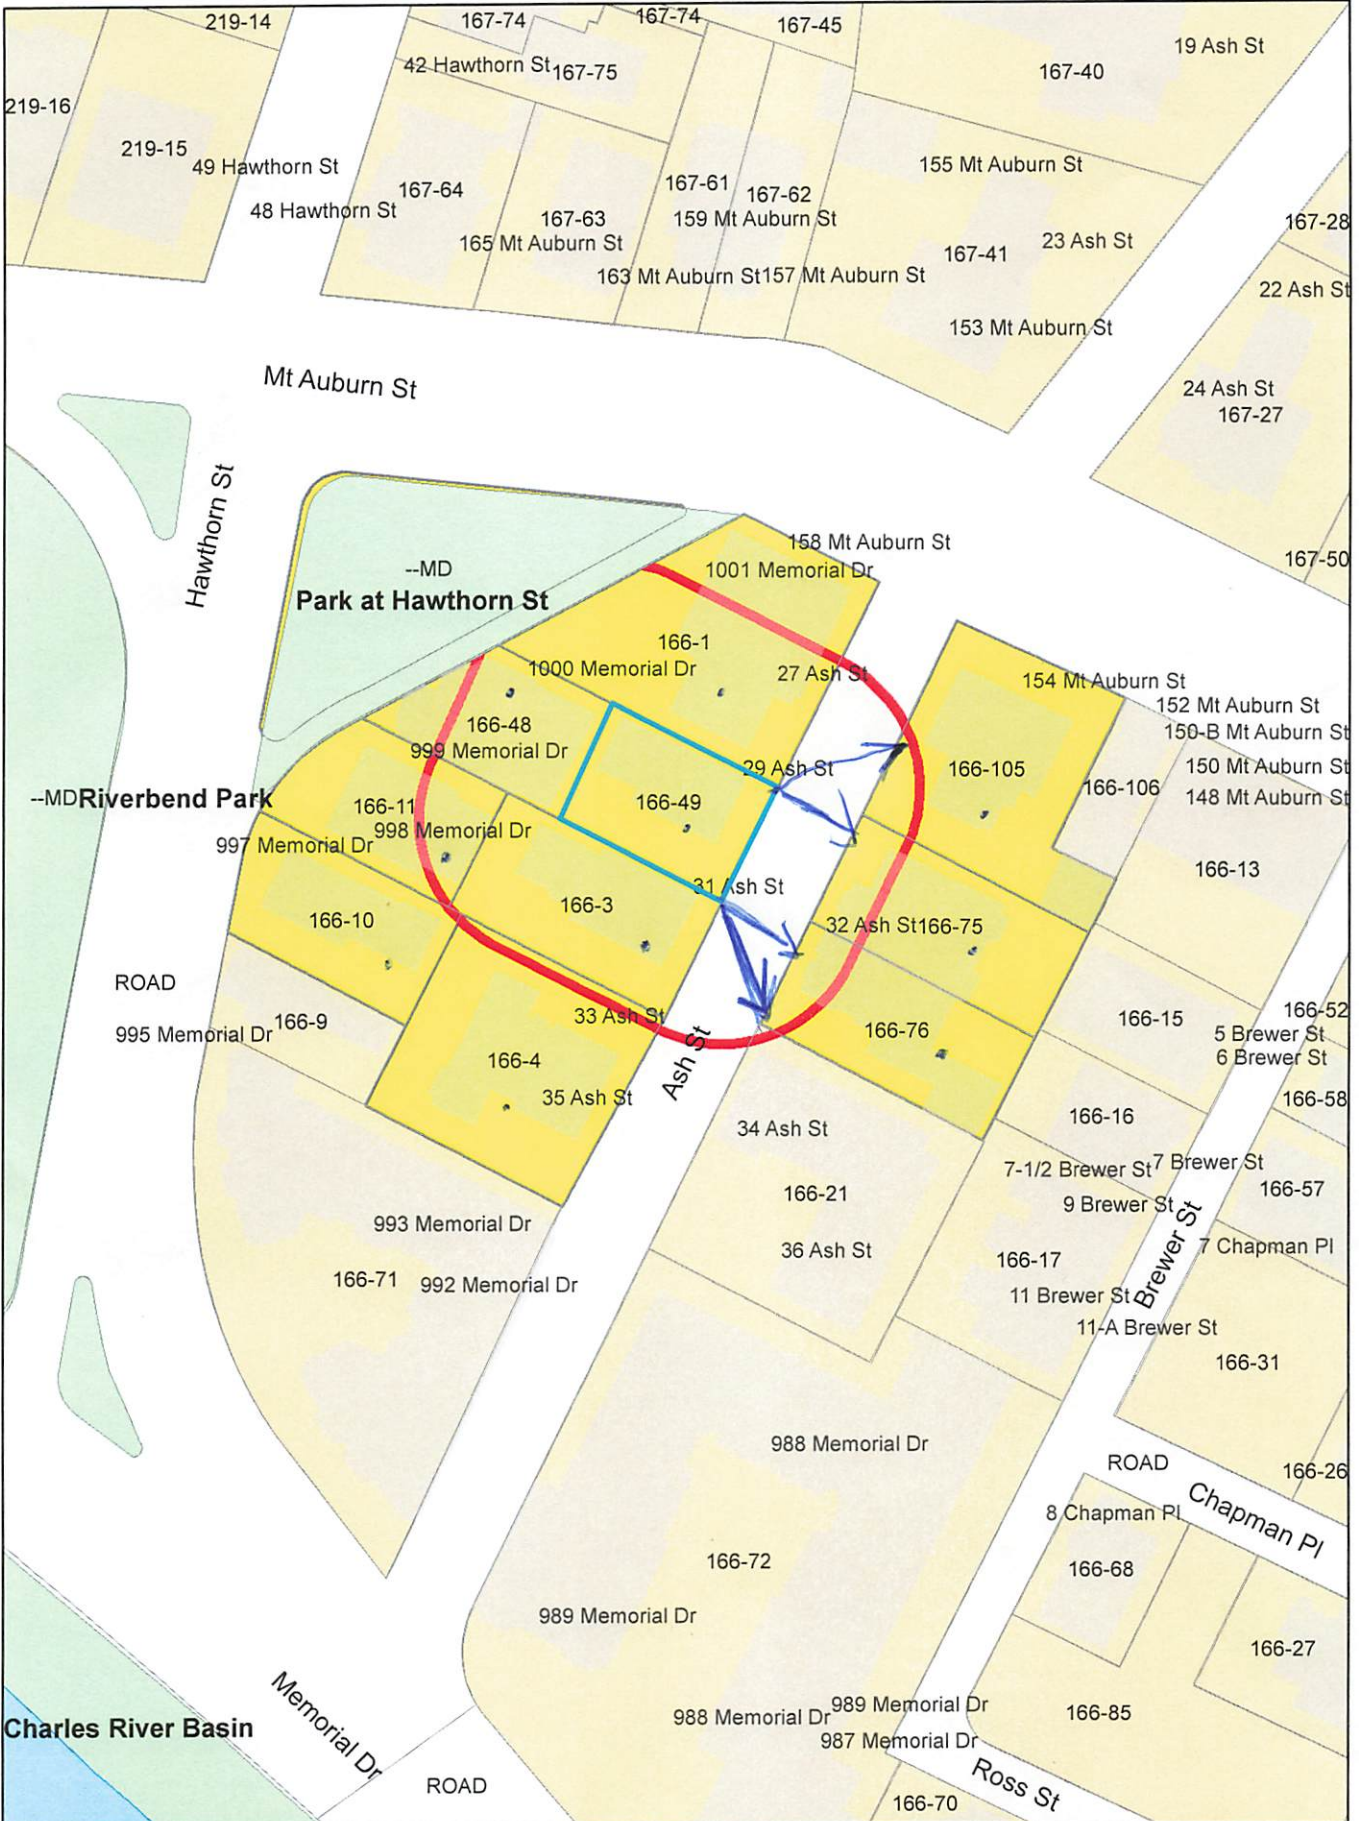 219-14
167-74
167-74
167-45
19 Ash St
42 Hawthorn St
167-75
167-40
219-16
219-15
49 Hawthorn St
155 Mt Auburn St
167-64
167-61
167-62
48 Hawthorn St
167-63
159 Mt Auburn St
167-28
165 Mt Auburn St
167-41
23 Ash St
163 Mt Auburn St
157 Mt Auburn St
22 Ash St
153 Mt Auburn St
Mt Auburn St
24 Ash St
167-27
Hawthorn St
158 Mt Auburn St
167-50
--MD
1001 Memorial Dr
Park at Hawthorn St
166-1
1000 Memorial Dr
27 Ash St
154 Mt Auburn St
152 Mt Auburn St
166-48
150-B Mt Auburn St
999 Memorial Dr
29 Ash St
166-105
150 Mt Auburn St
166-106
148 Mt Auburn St
--MD
Riverbend Park
166-11
166-49
998 Memorial Dr
997 Memorial Dr
166-13
31 Ash St
166-3
166-10
32 Ash St
166-75
ROAD
995 Memorial Dr
166-9
33 Ash St
166-76
166-15
166-52
5 Brewer St
6 Brewer St
166-4
Ash St
35 Ash St
166-58
166-16
34 Ash St
7-1/2 Brewer St
7 Brewer St
166-21
166-57
9 Brewer St
993 Memorial Dr
36 Ash St
166-17
7 Chapman Pl
166-71
992 Memorial Dr
Brewer St
11 Brewer St
11-A Brewer St
166-31
988 Memorial Dr
ROAD
166-26
8 Chapman Pl
Chapman Pl
166-72
166-68
989 Memorial Dr
166-27
Memorial Dr
988 Memorial Dr
989 Memorial Dr
166-85
Charles River Basin
987 Memorial Dr
ROAD
Ross St
166-70